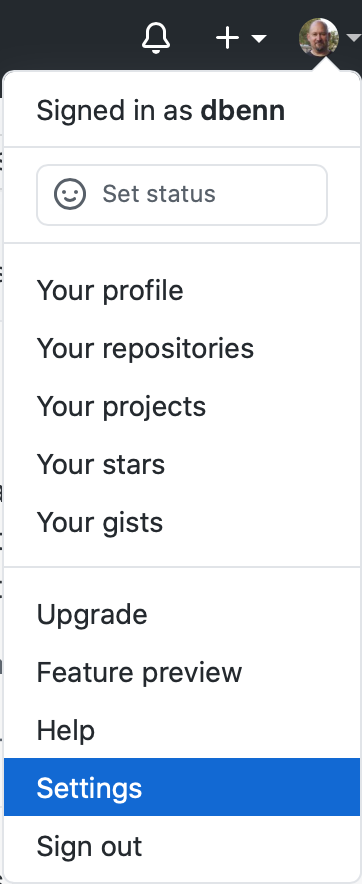 Signed in as dbenn
Set status
Your profile
Your repositories
Your projects
Your stars
Your gists
Upgrade
Feature preview
Help
Settings
Sign out